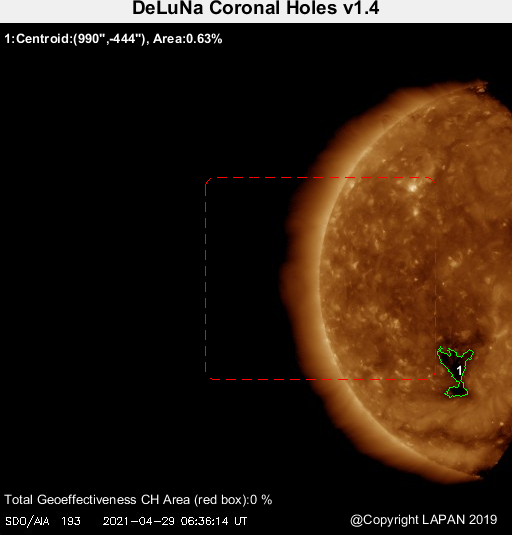 DeLuNa Coronal Holes v1.4
1:Centroid:(990",-444"), Area:0.63%
1
Total Geoeffectiveness CH Area (red box):0 %
SDO/AIA 193 2021-04-29 06:36:14 UT
@Copyright LAPAN 2019